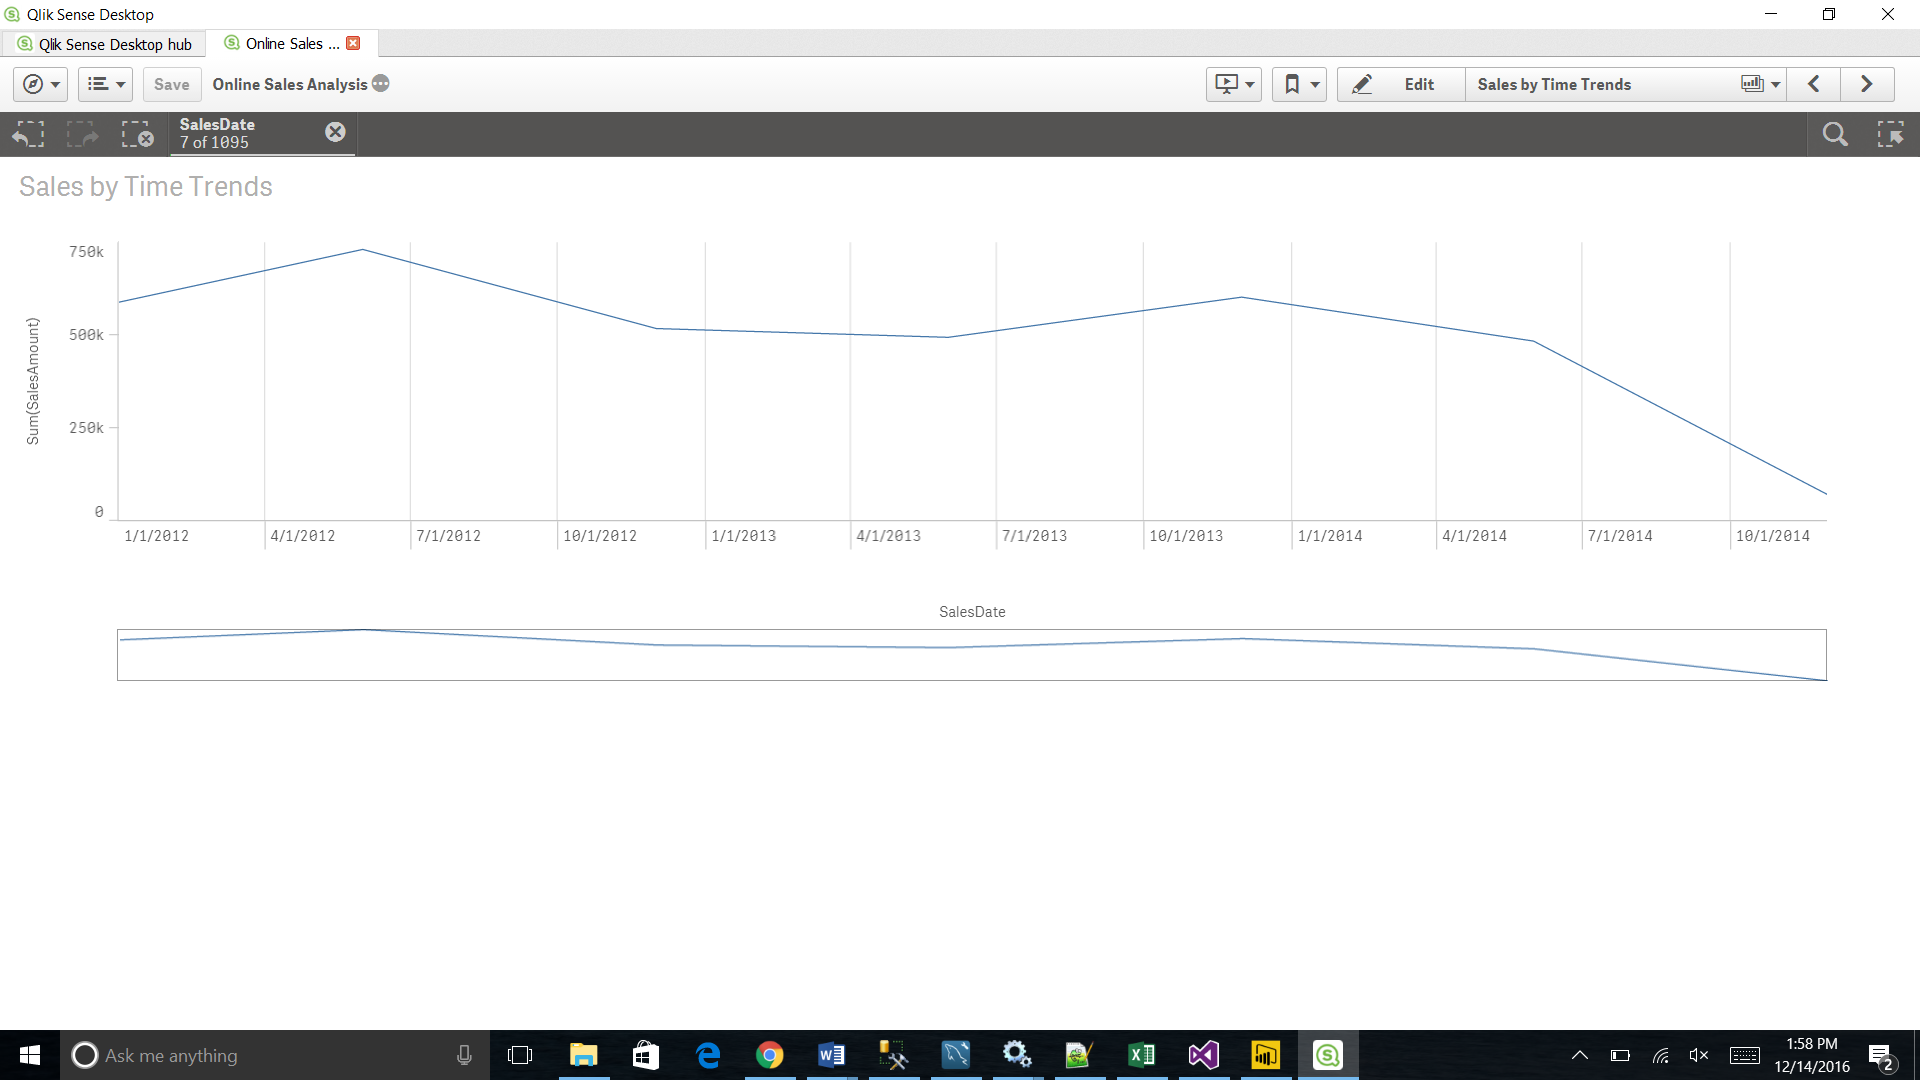 Qlik Sense Desktop
Qlik Sense Desktop hub
Online Sales ...
Save
Online Sales Analysis
Edit
Sales by Time Trends
SalesDate
7 of 1095
Sales by Time Trends
750k
500k
250k
0
Sum(SalesAmount)
1/1/2012 4/1/2012 7/1/2012 10/1/2012 1/1/2013 4/1/2013 7/1/2013 10/1/2013 1/1/2014 4/1/2014 7/1/2014 10/1/2014
SalesDate
Ask me anything
1:58 PM
12/14/2016
2